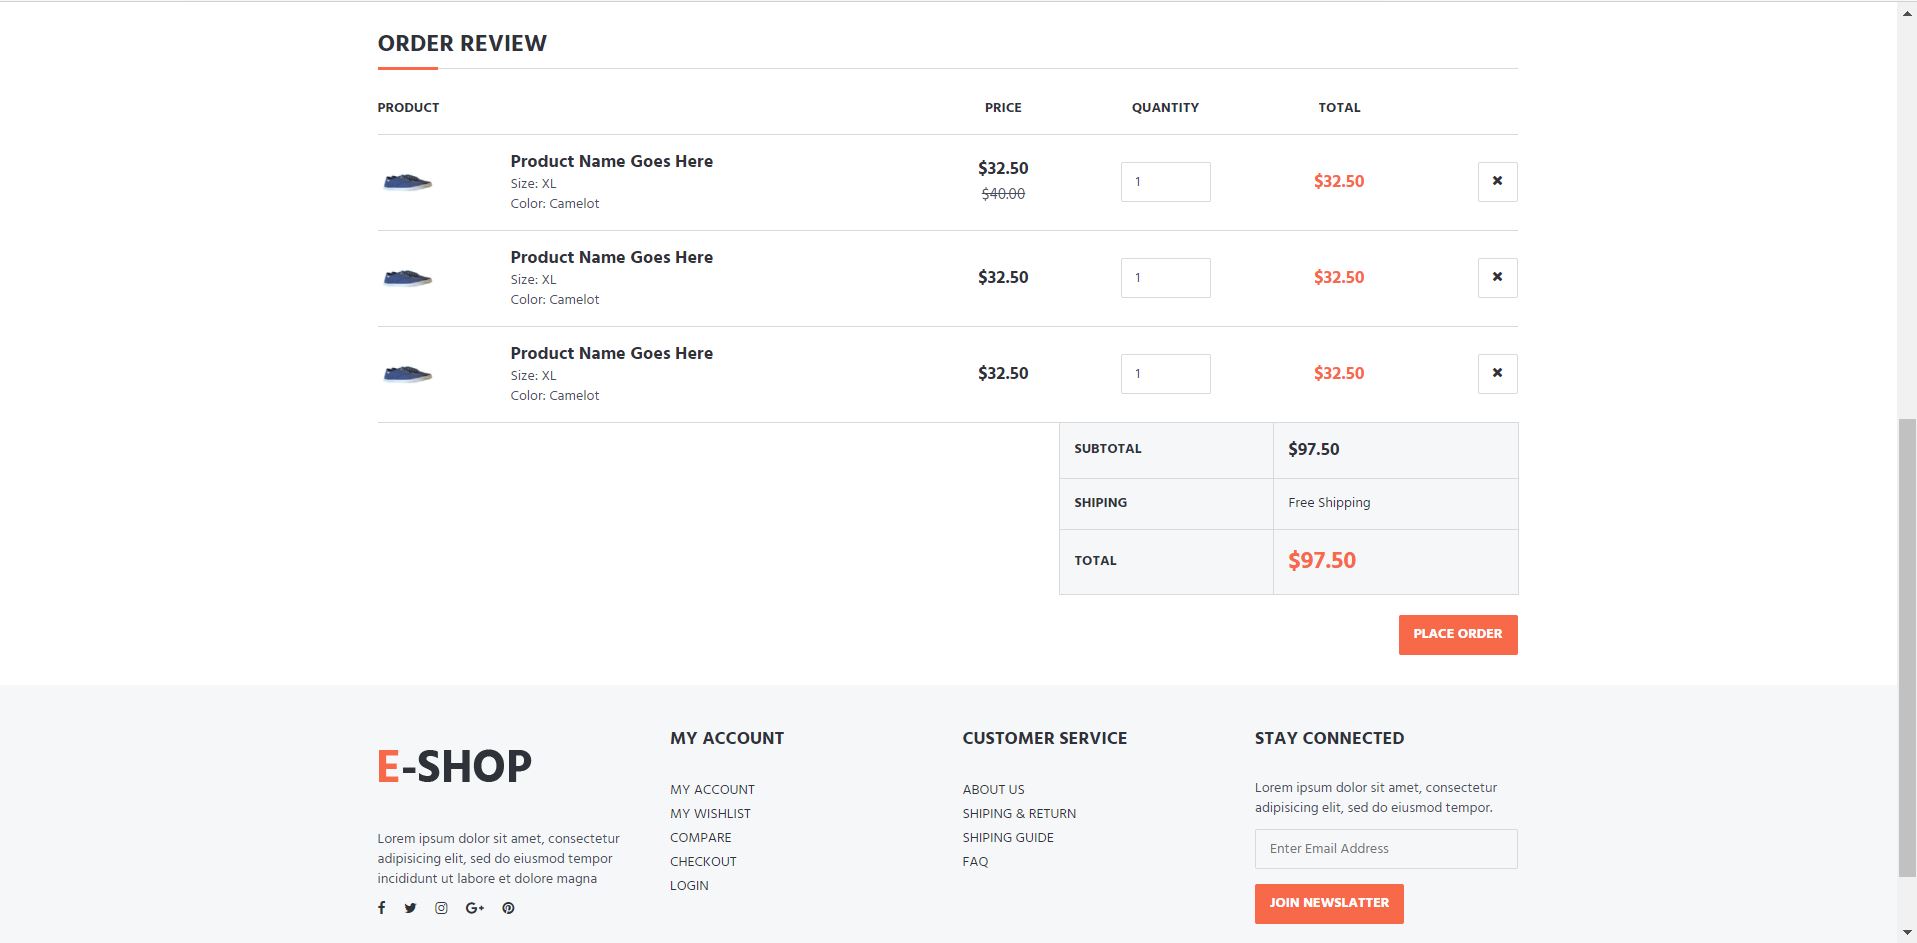 ORDER REVIEW
PRODUCT PRICE QUANTITY TOTAL
Product Name Goes Here
Size: XL
Color: Camelot
$32.50
$40.00
1
$32.50
Product Name Goes Here
Size: XL
Color: Camelot
$32.50
1
$32.50
Product Name Goes Here
Size: XL
Color: Camelot
$32.50
1
$32.50
SUBTOTAL $97.50
SHIPING Free Shipping
TOTAL $97.50
PLACE ORDER
E-SHOP
Lorem ipsum dolor sit amet, consectetur
adipisicing elit, sed do eiusmod tempor
incididunt ut labore et dolore magna
MY ACCOUNT
MY ACCOUNT
MY WISHLIST
COMPARE
CHECKOUT
LOGIN
CUSTOMER SERVICE
ABOUT US
SHIPING & RETURN
SHIPING GUIDE
FAQ
STAY CONNECTED
Lorem ipsum dolor sit amet, consectetur
adipisicing elit, sed do eiusmod tempor.
Enter Email Address
JOIN NEWSLATTER